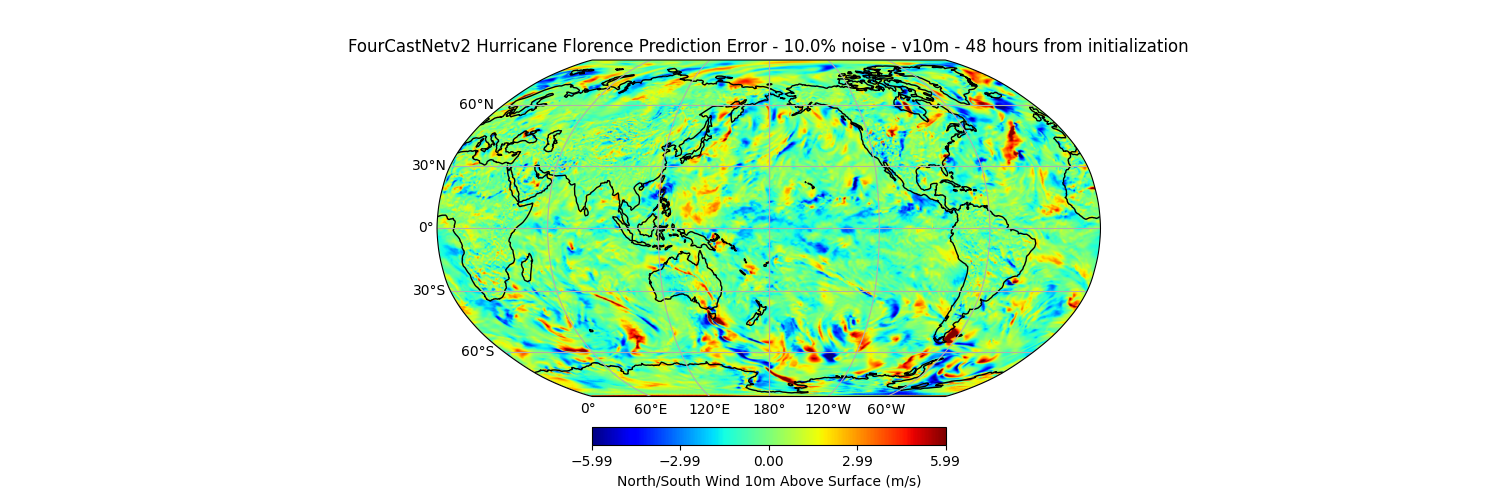 FourCastNetv2 Hurricane Florence Prediction Error - 10.0% noise - v10m - 48 hours from initialization
60°N
30°N
0°
30°S
60°S
0° 60°E 120°E 180° 120°W 60°W
−5.99 −2.99 0.00 2.99 5.99
North/South Wind 10m Above Surface (m/s)